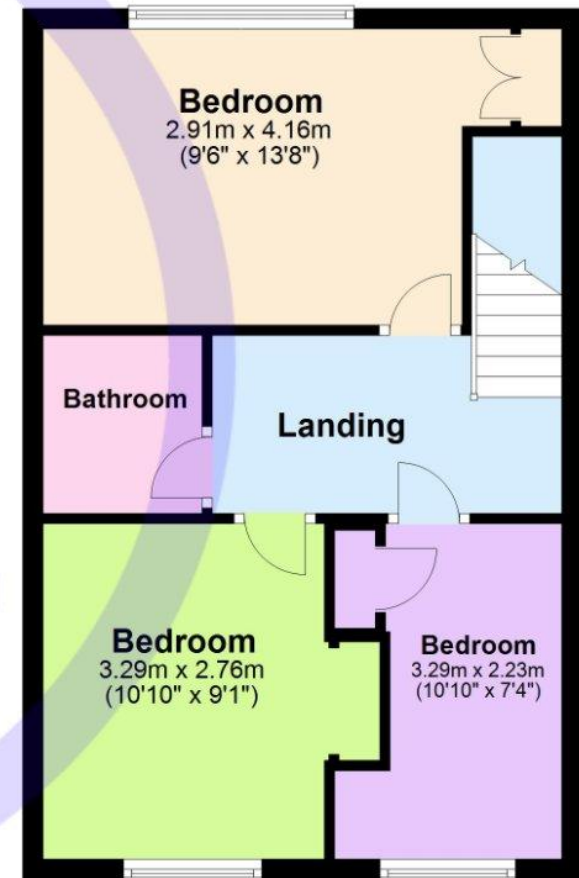 Bedroom
2.91m x 4.16m
(9'6" x 13'8")
Bathroom
Landing
Bedroom
3.29m x 2.76m
(10'10" x 9'1")
Bedroom
3.29m x 2.23m
(10'10" x 7'4")